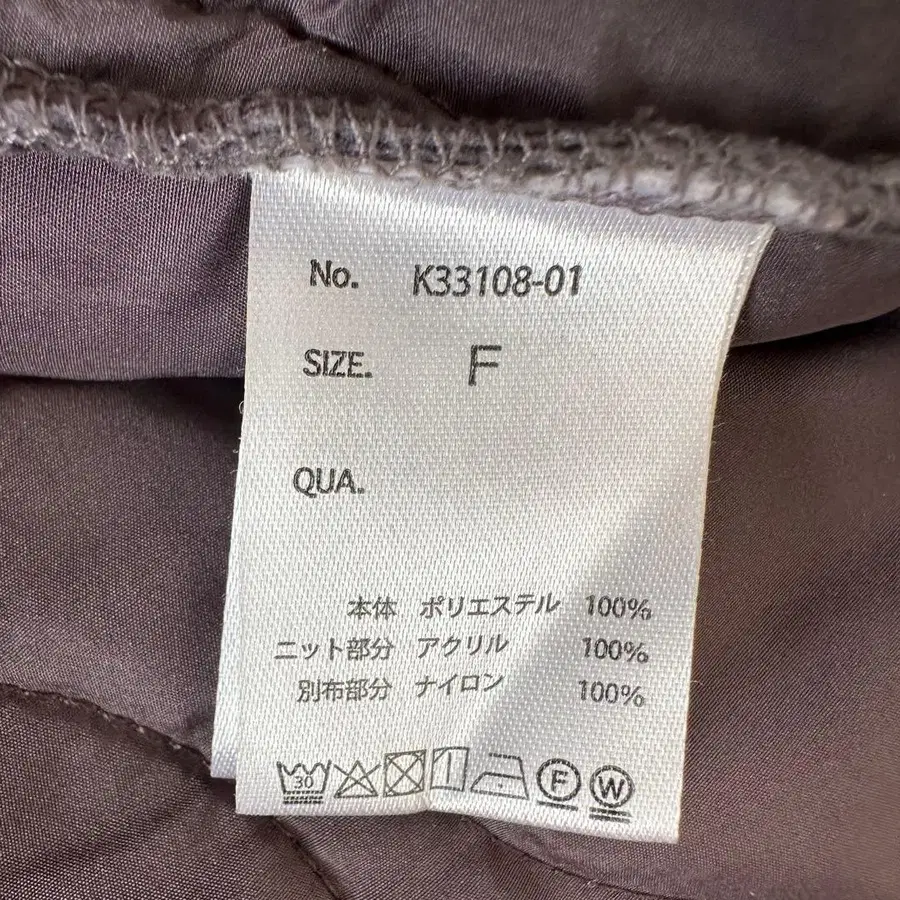 No. K33108-01
SIZE. F
QUA.
本体 ポリエステル 100%
ニット部分 アクリル 100%
別布部分 ナイロン 100%
30 F W